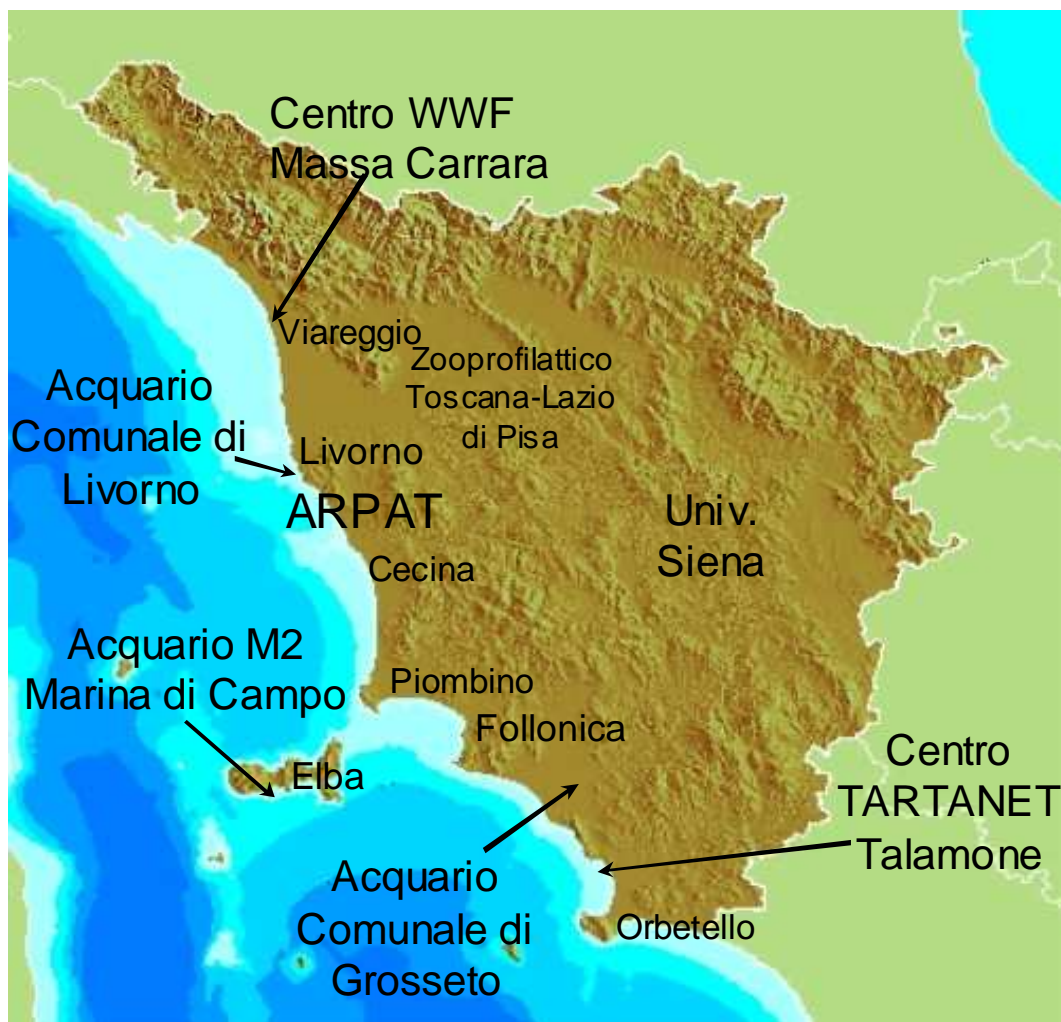 Centro WWF
Massa Carrara
Viareggio
Zooprofilattico
Toscana-Lazio
di Pisa
Acquario
Comunale di
Livorno
Livorno
ARPAT
Univ.
Siena
Cecina
Acquario M2
Marina di Campo
Piombino
Follonica
Elba
Centro
TARTANET
Talamone
Acquario
Comunale di
Grosseto
Orbetello